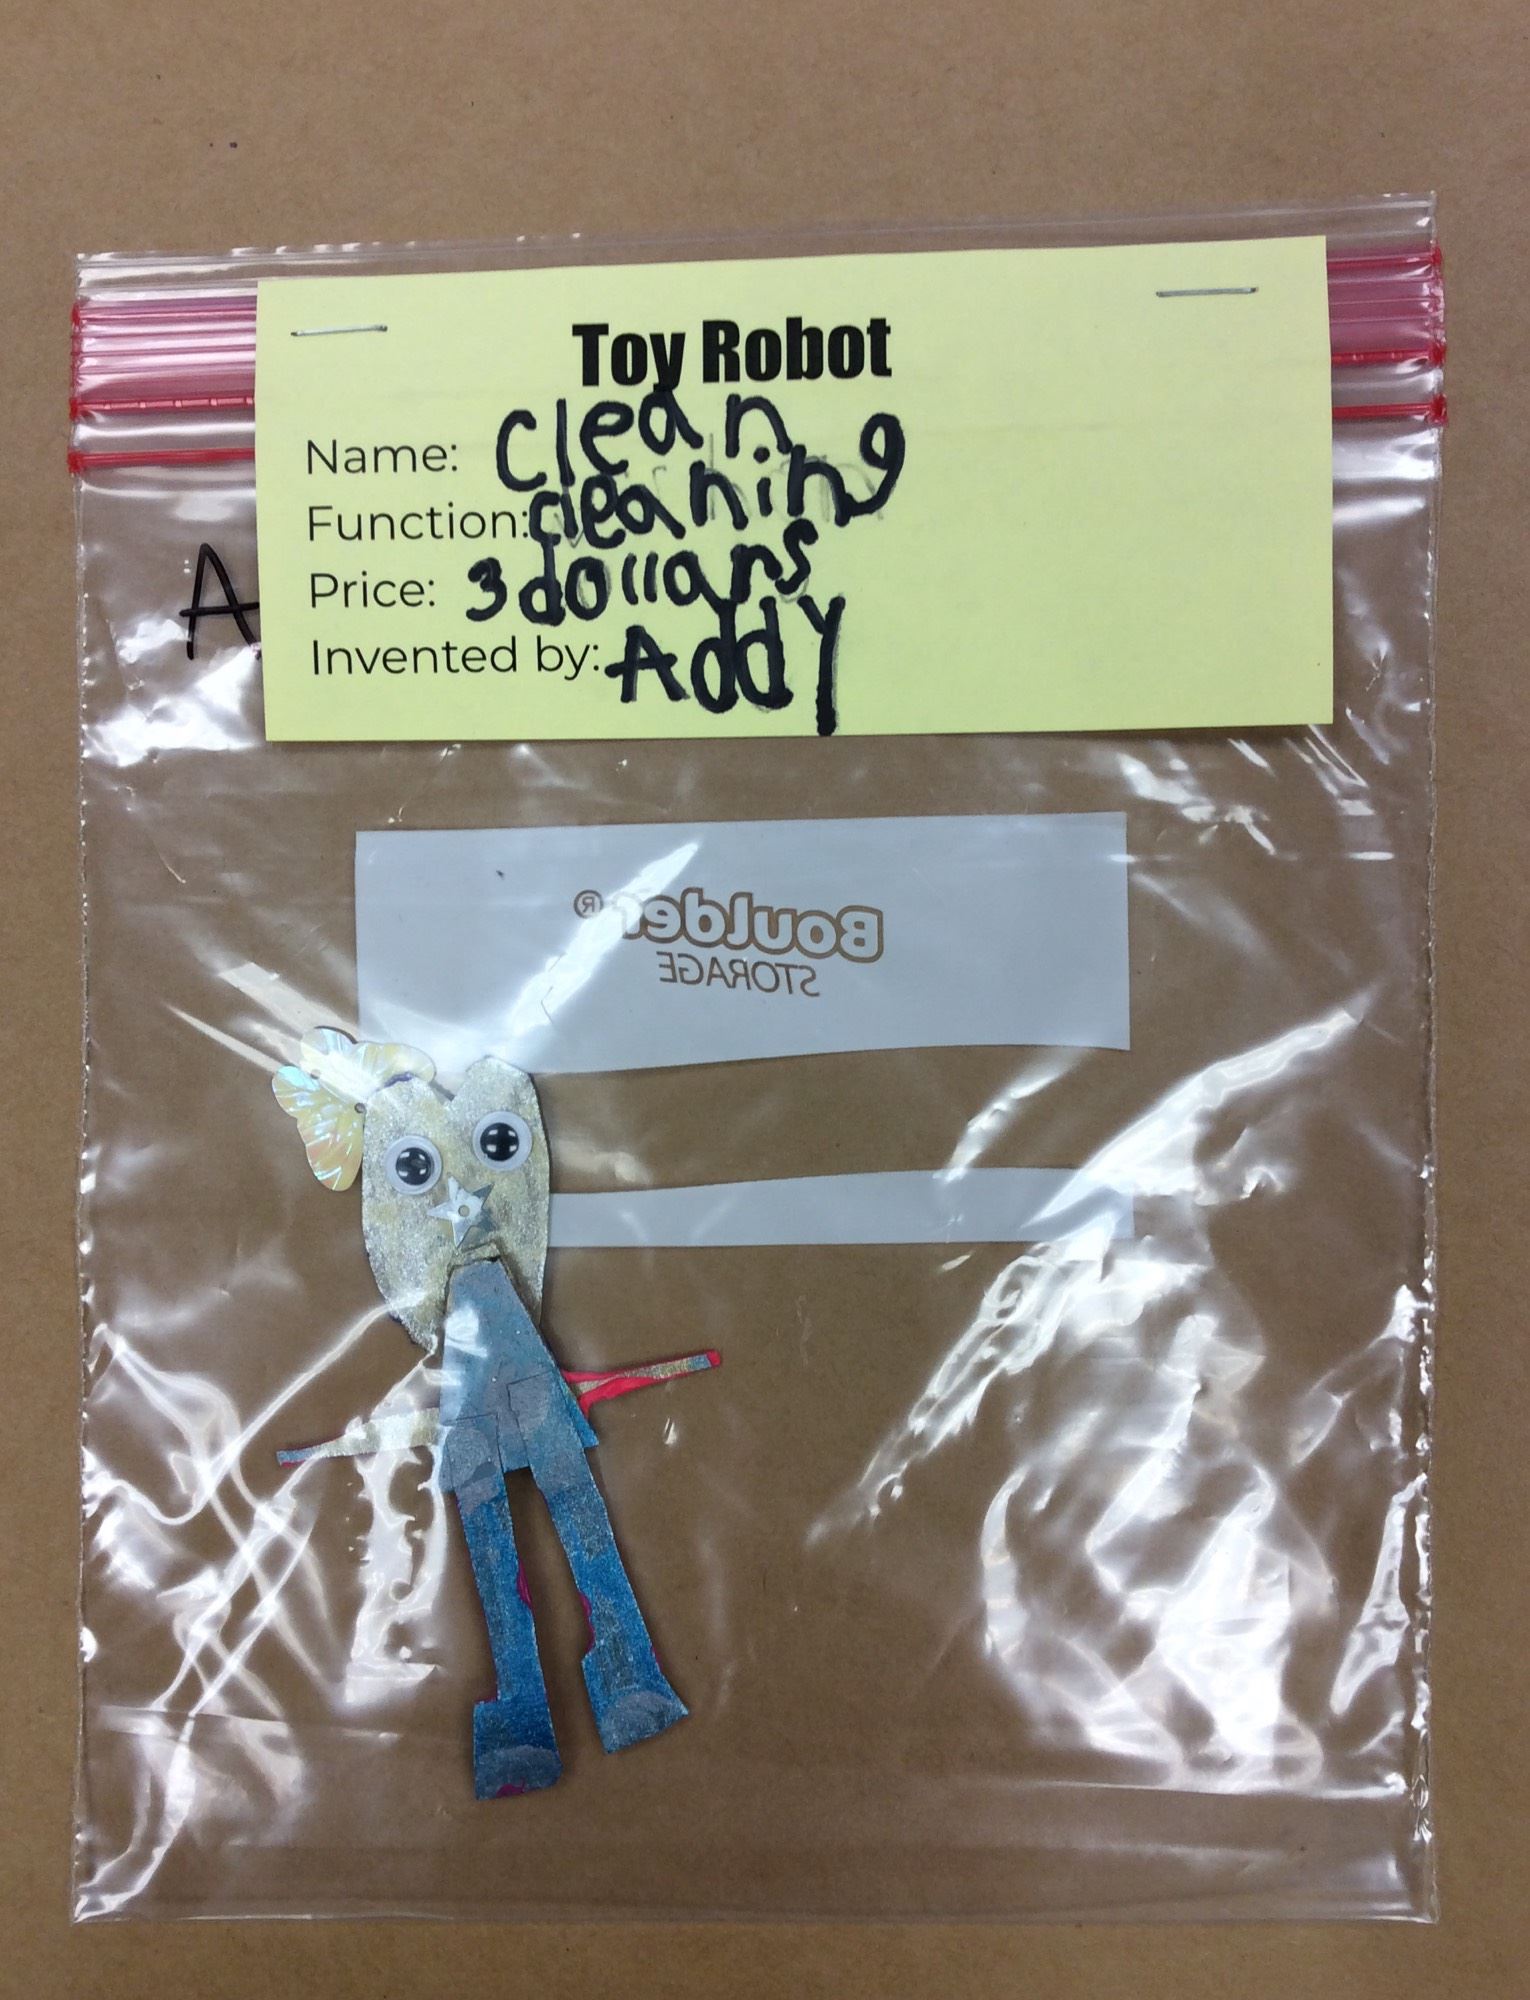 Toy Robot
Name: Clean
Function: cleaning
Price: 3 dollars
Invented by: Addy
A
Boulder®
STORAGE